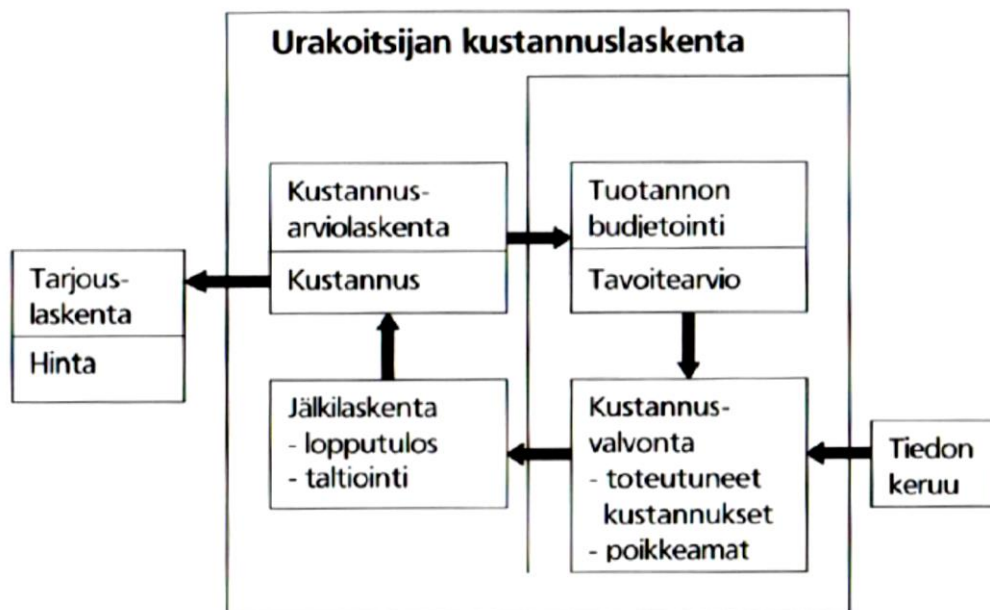 Urakoitsijan kustannuslaskenta
Kustannus-
arviolaskenta
Kustannus
Tuotannon
budjetointi
Tavoitearvio
Tarjous-
laskenta
Hinta
Jälkilaskenta
- lopputulos
- taltiointi
Kustannus-
valvonta
- toteutuneet
kustannukset
- poikkeamat
Tiedon
keruu